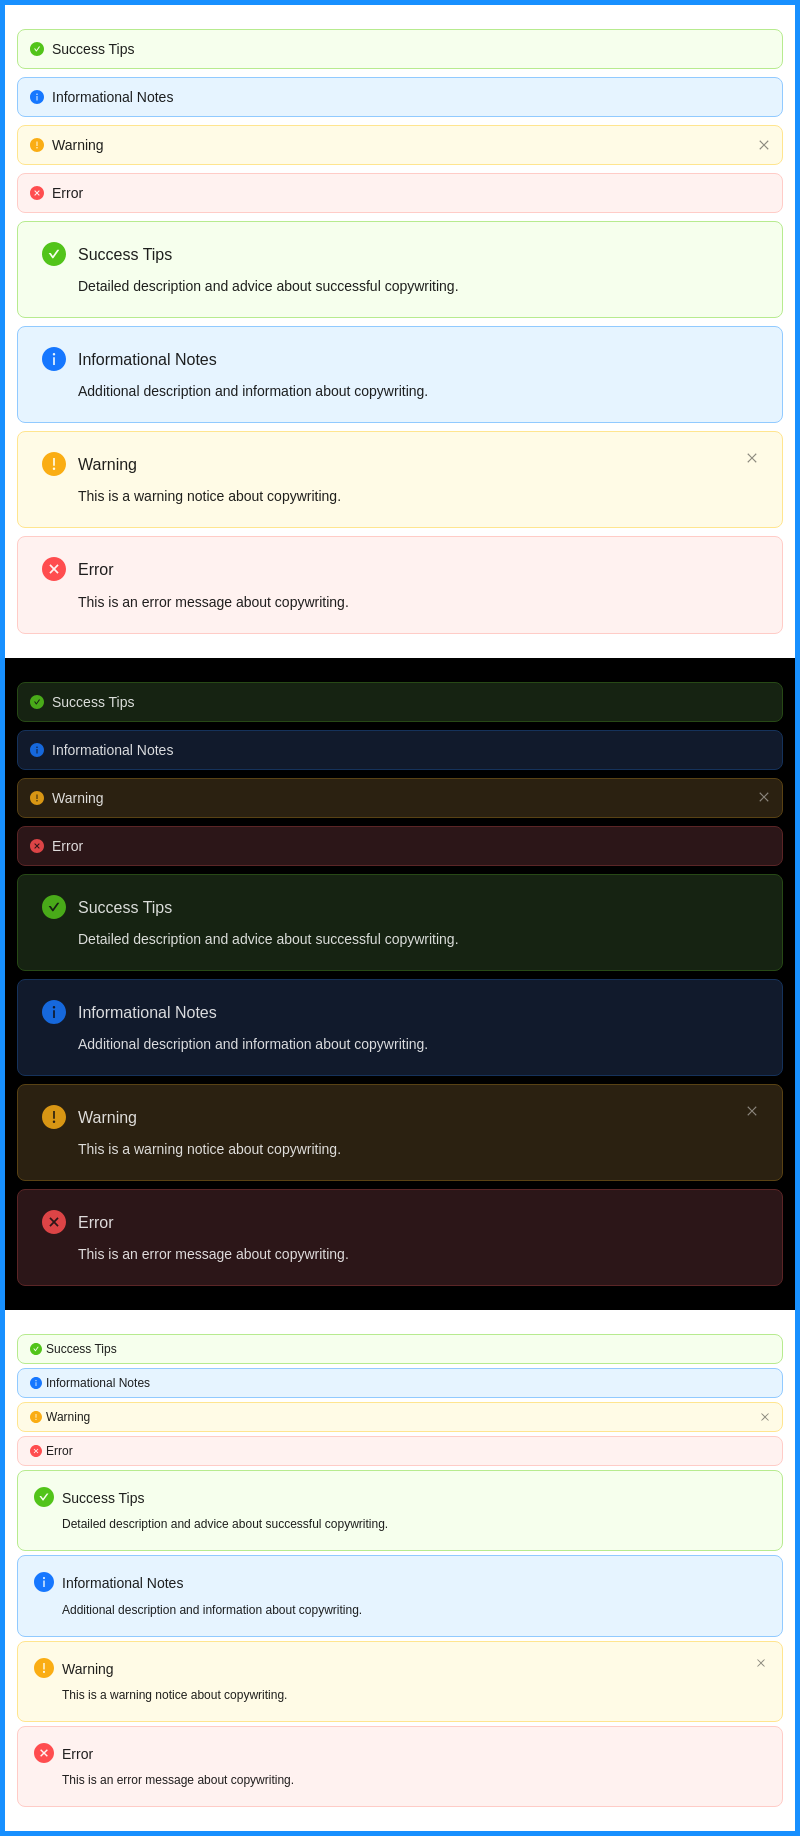 Success Tips
Informational Notes
Warning
Error
Success Tips
Detailed description and advice about successful copywriting.
Informational Notes
Additional description and information about copywriting.
Warning
This is a warning notice about copywriting.
Error
This is an error message about copywriting.
Success Tips
Informational Notes
Warning
Error
Success Tips
Detailed description and advice about successful copywriting.
Informational Notes
Additional description and information about copywriting.
Warning
This is a warning notice about copywriting.
Error
This is an error message about copywriting.
Success Tips
Informational Notes
Warning
Error
Success Tips
Detailed description and advice about successful copywriting.
Informational Notes
Additional description and information about copywriting.
Warning
This is a warning notice about copywriting.
Error
This is an error message about copywriting.